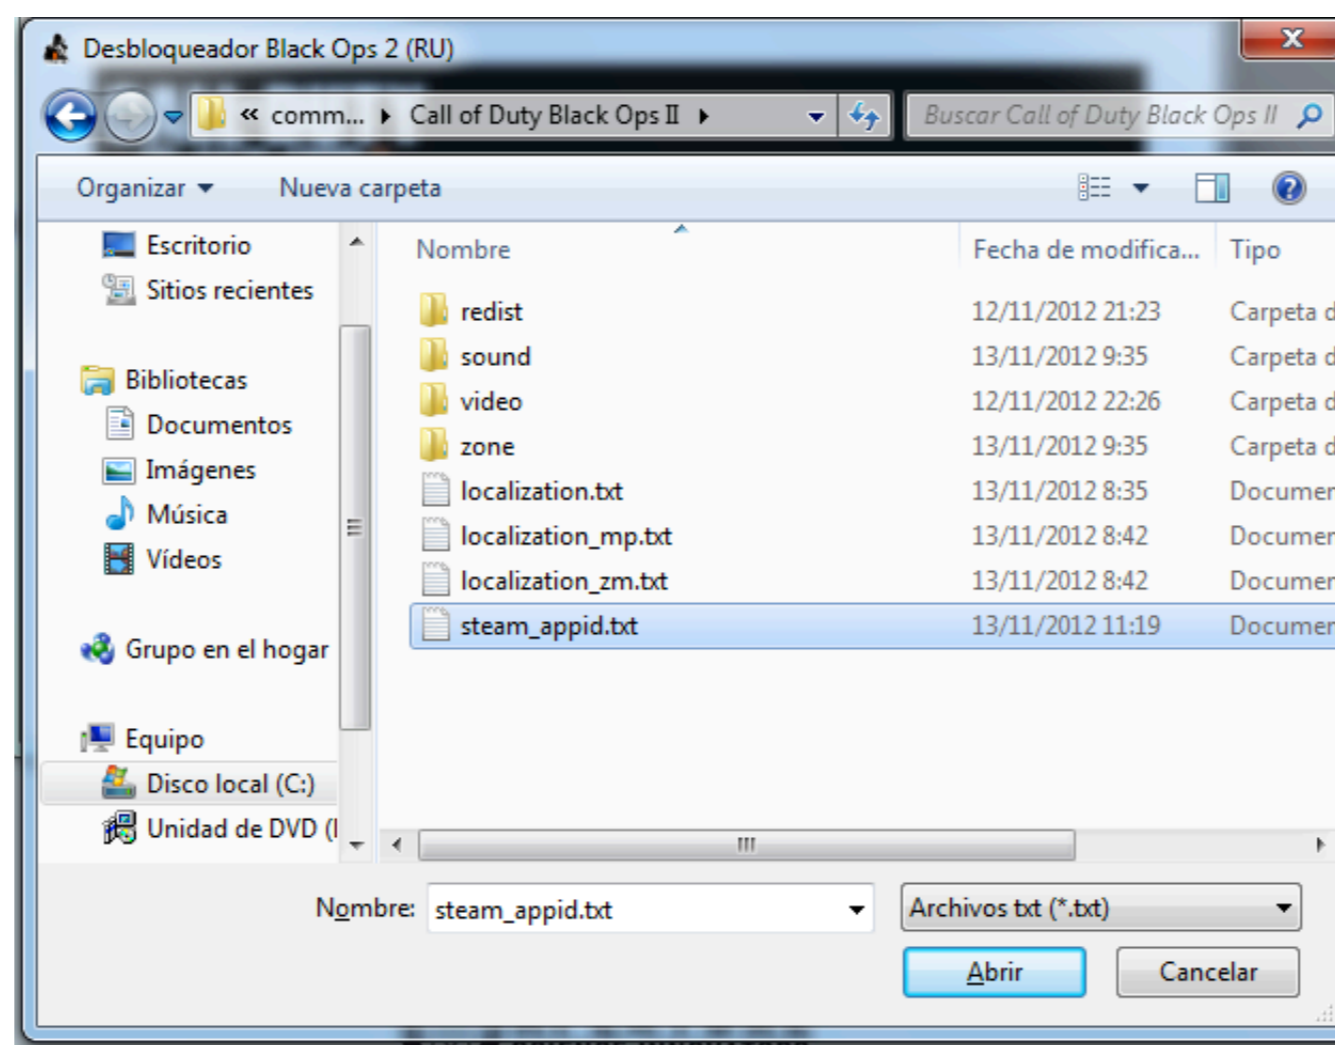 Desbloqueador Black Ops 2 (RU)
« comm... Call of Duty Black Ops II Buscar Call of Duty Black Ops II
Organizar Nueva carpeta
Nombre Fecha de modifica... Tipo
Escritorio
Sitios recientes
Bibliotecas
Documentos
Imágenes
Música
Vídeos
Grupo en el hogar
Equipo
Disco local (C:)
Unidad de DVD (
redist 12/11/2012 21:23 Carpeta d
sound 13/11/2012 9:35 Carpeta d
video 12/11/2012 22:26 Carpeta d
zone 13/11/2012 9:35 Carpeta d
localization.txt 13/11/2012 8:35 Documer
localization_mp.txt 13/11/2012 8:42 Documer
localization_zm.txt 13/11/2012 8:42 Documer
steam_appid.txt 13/11/2012 11:19 Documer
Nombre: steam_appid.txt Archivos txt (*.txt)
Abrir Cancelar